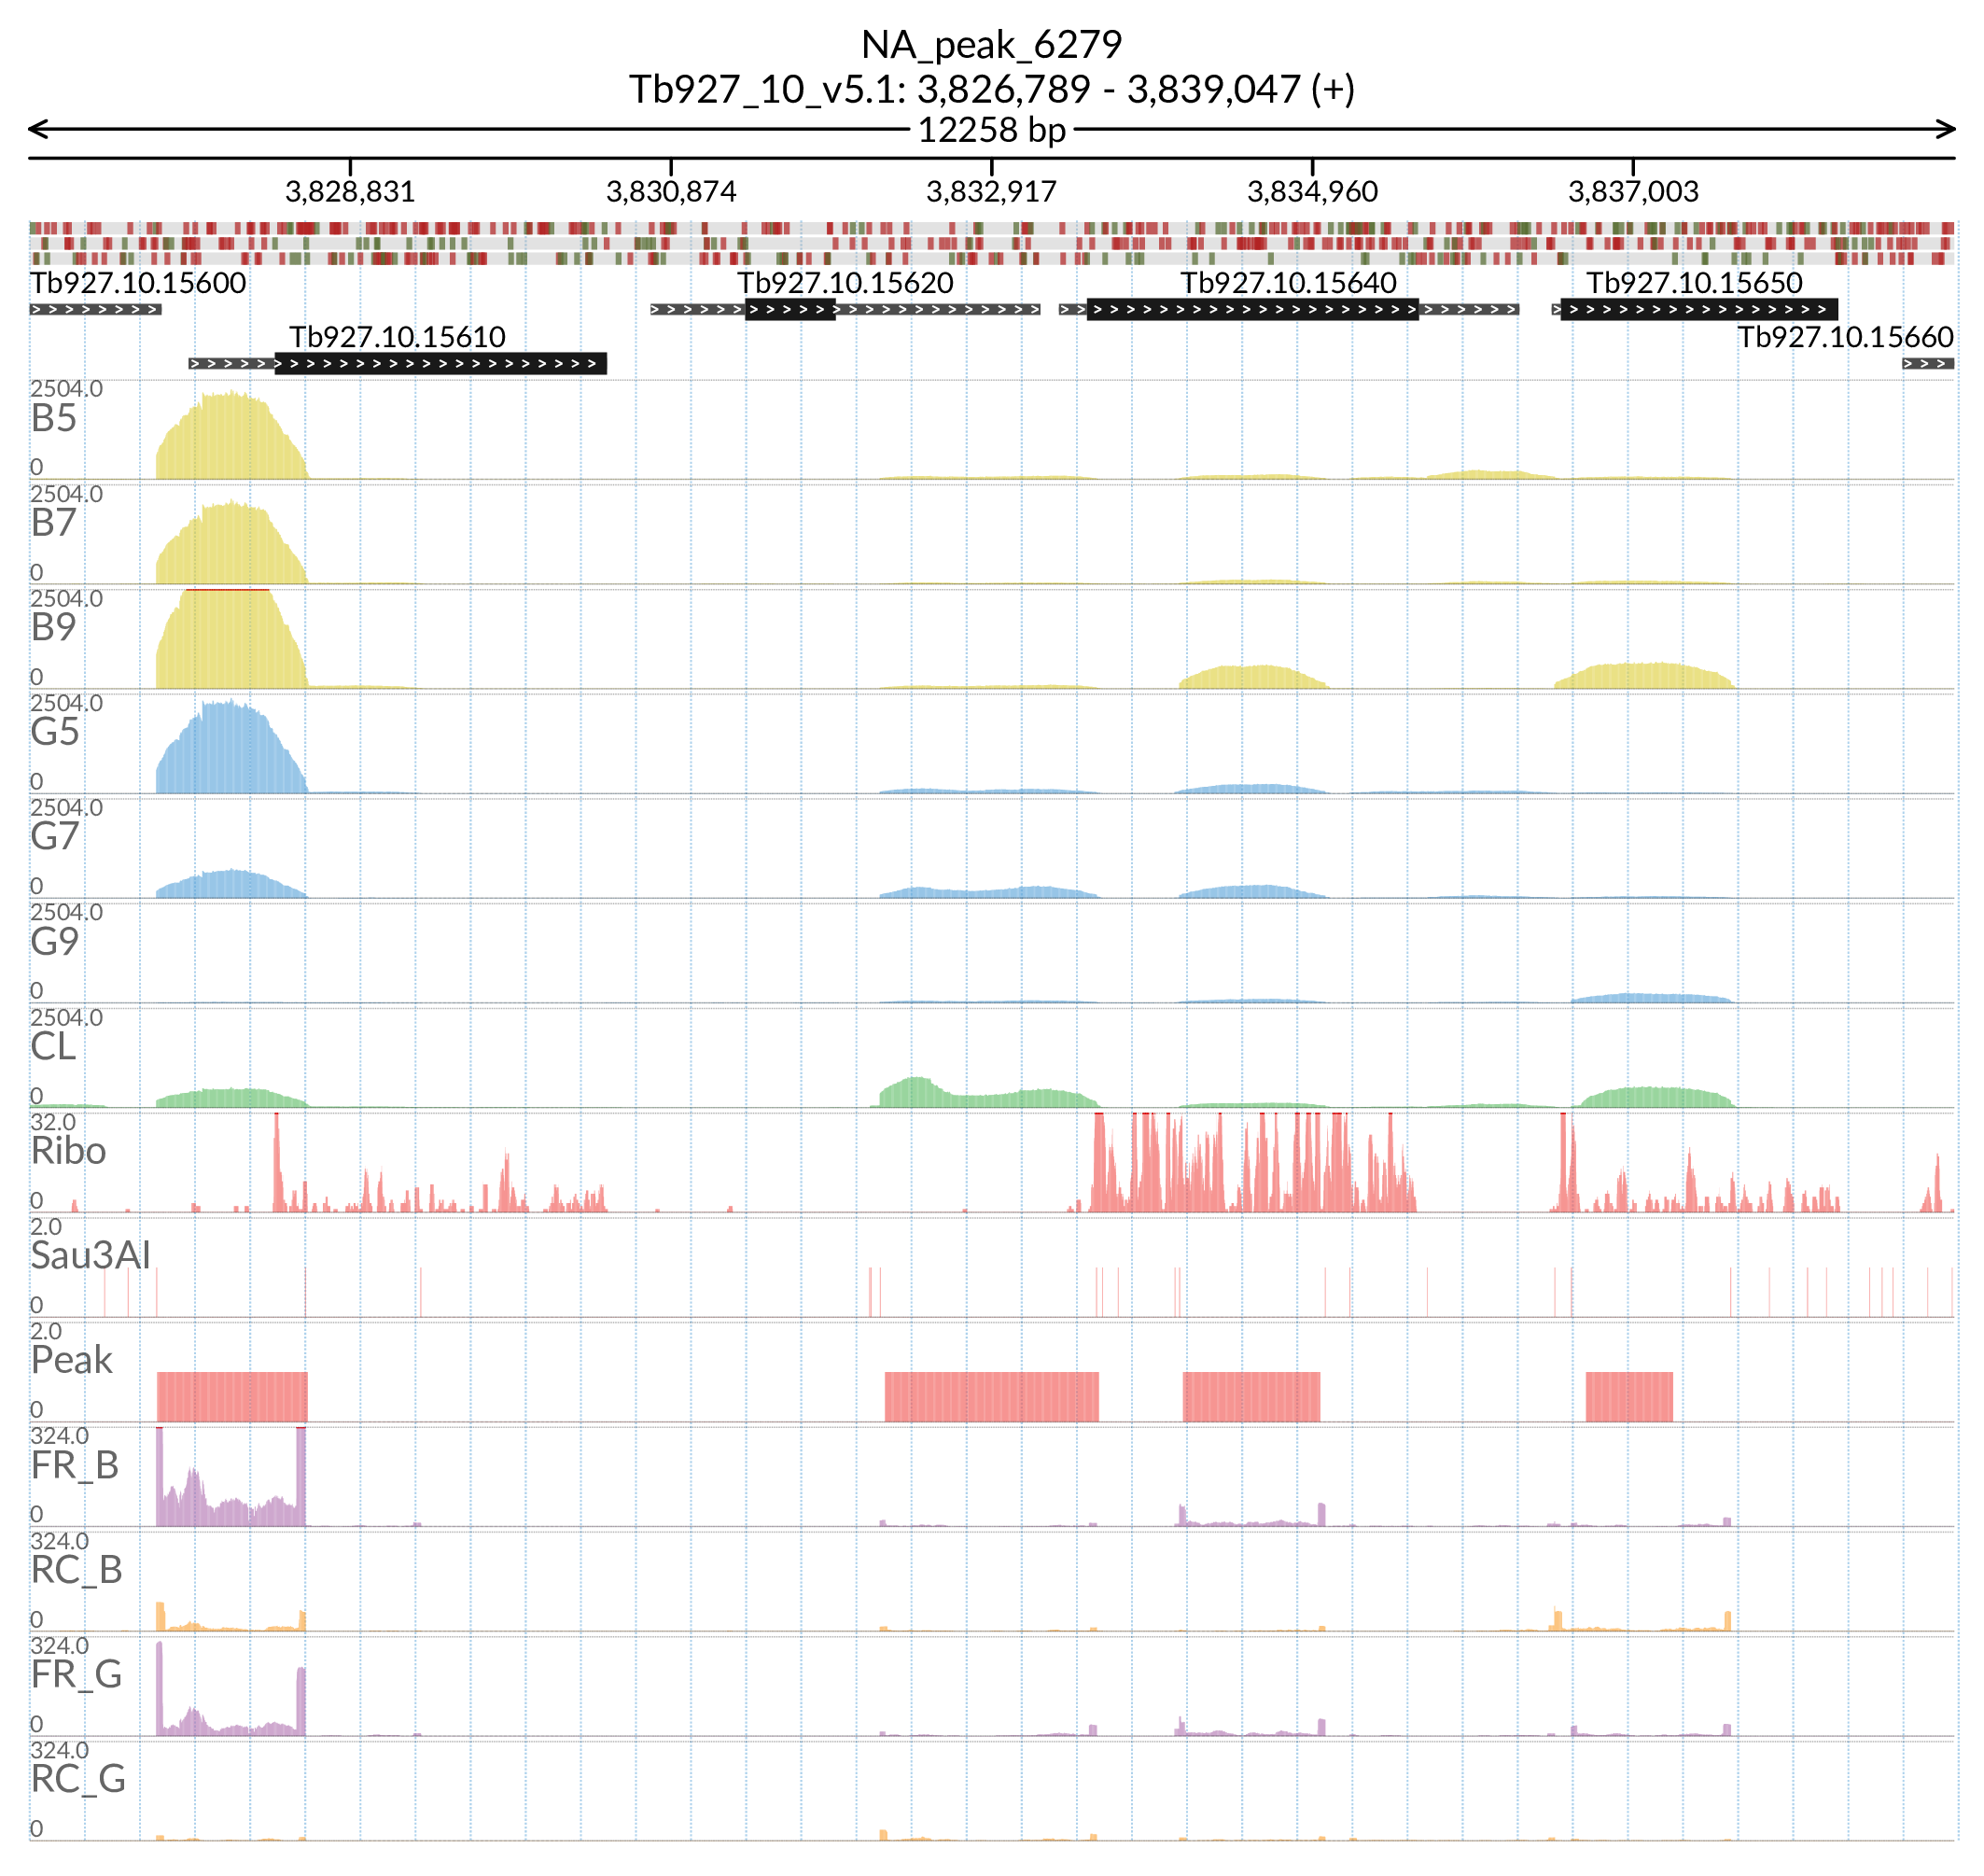 NA_peak_6279
Tb927_10_v5.1: 3,826,789 - 3,839,047 (+)
12258 bp
3,828,831 3,830,874 3,832,917 3,834,960 3,837,003
Tb927.10.15600 Tb927.10.15620 Tb927.10.15640 Tb927.10.15650
Tb927.10.15610 Tb927.10.15660
2504.0
B5
0
2504.0
B7
0
2504.0
B9
0
2504.0
G5
0
2504.0
G7
0
2504.0
G9
0
2504.0
CL
0
32.0
Ribo
0
2.0
Sau3AI
0
2.0
Peak
0
324.0
FR_B
0
324.0
RC_B
0
324.0
FR_G
0
324.0
RC_G
0